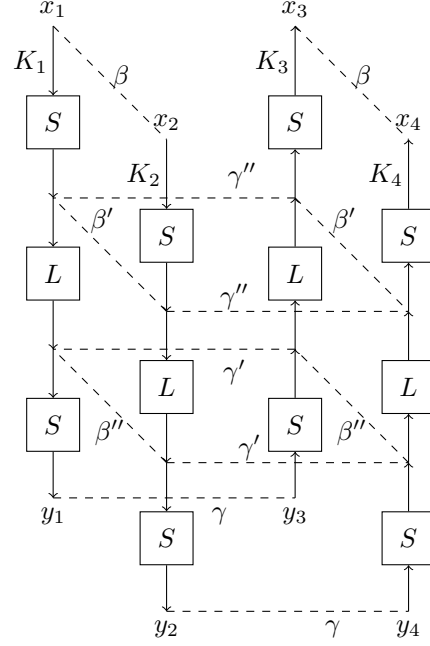 x₁ x₃
K₁ β K₃ β
S x₂ S x₄
K₂ γ′′ K₄
β′ S β′ S
L γ′′ L
γ′
S L S L
β′′ γ′ β′′
y₁ γ y₃
S S
y₂ γ y₄